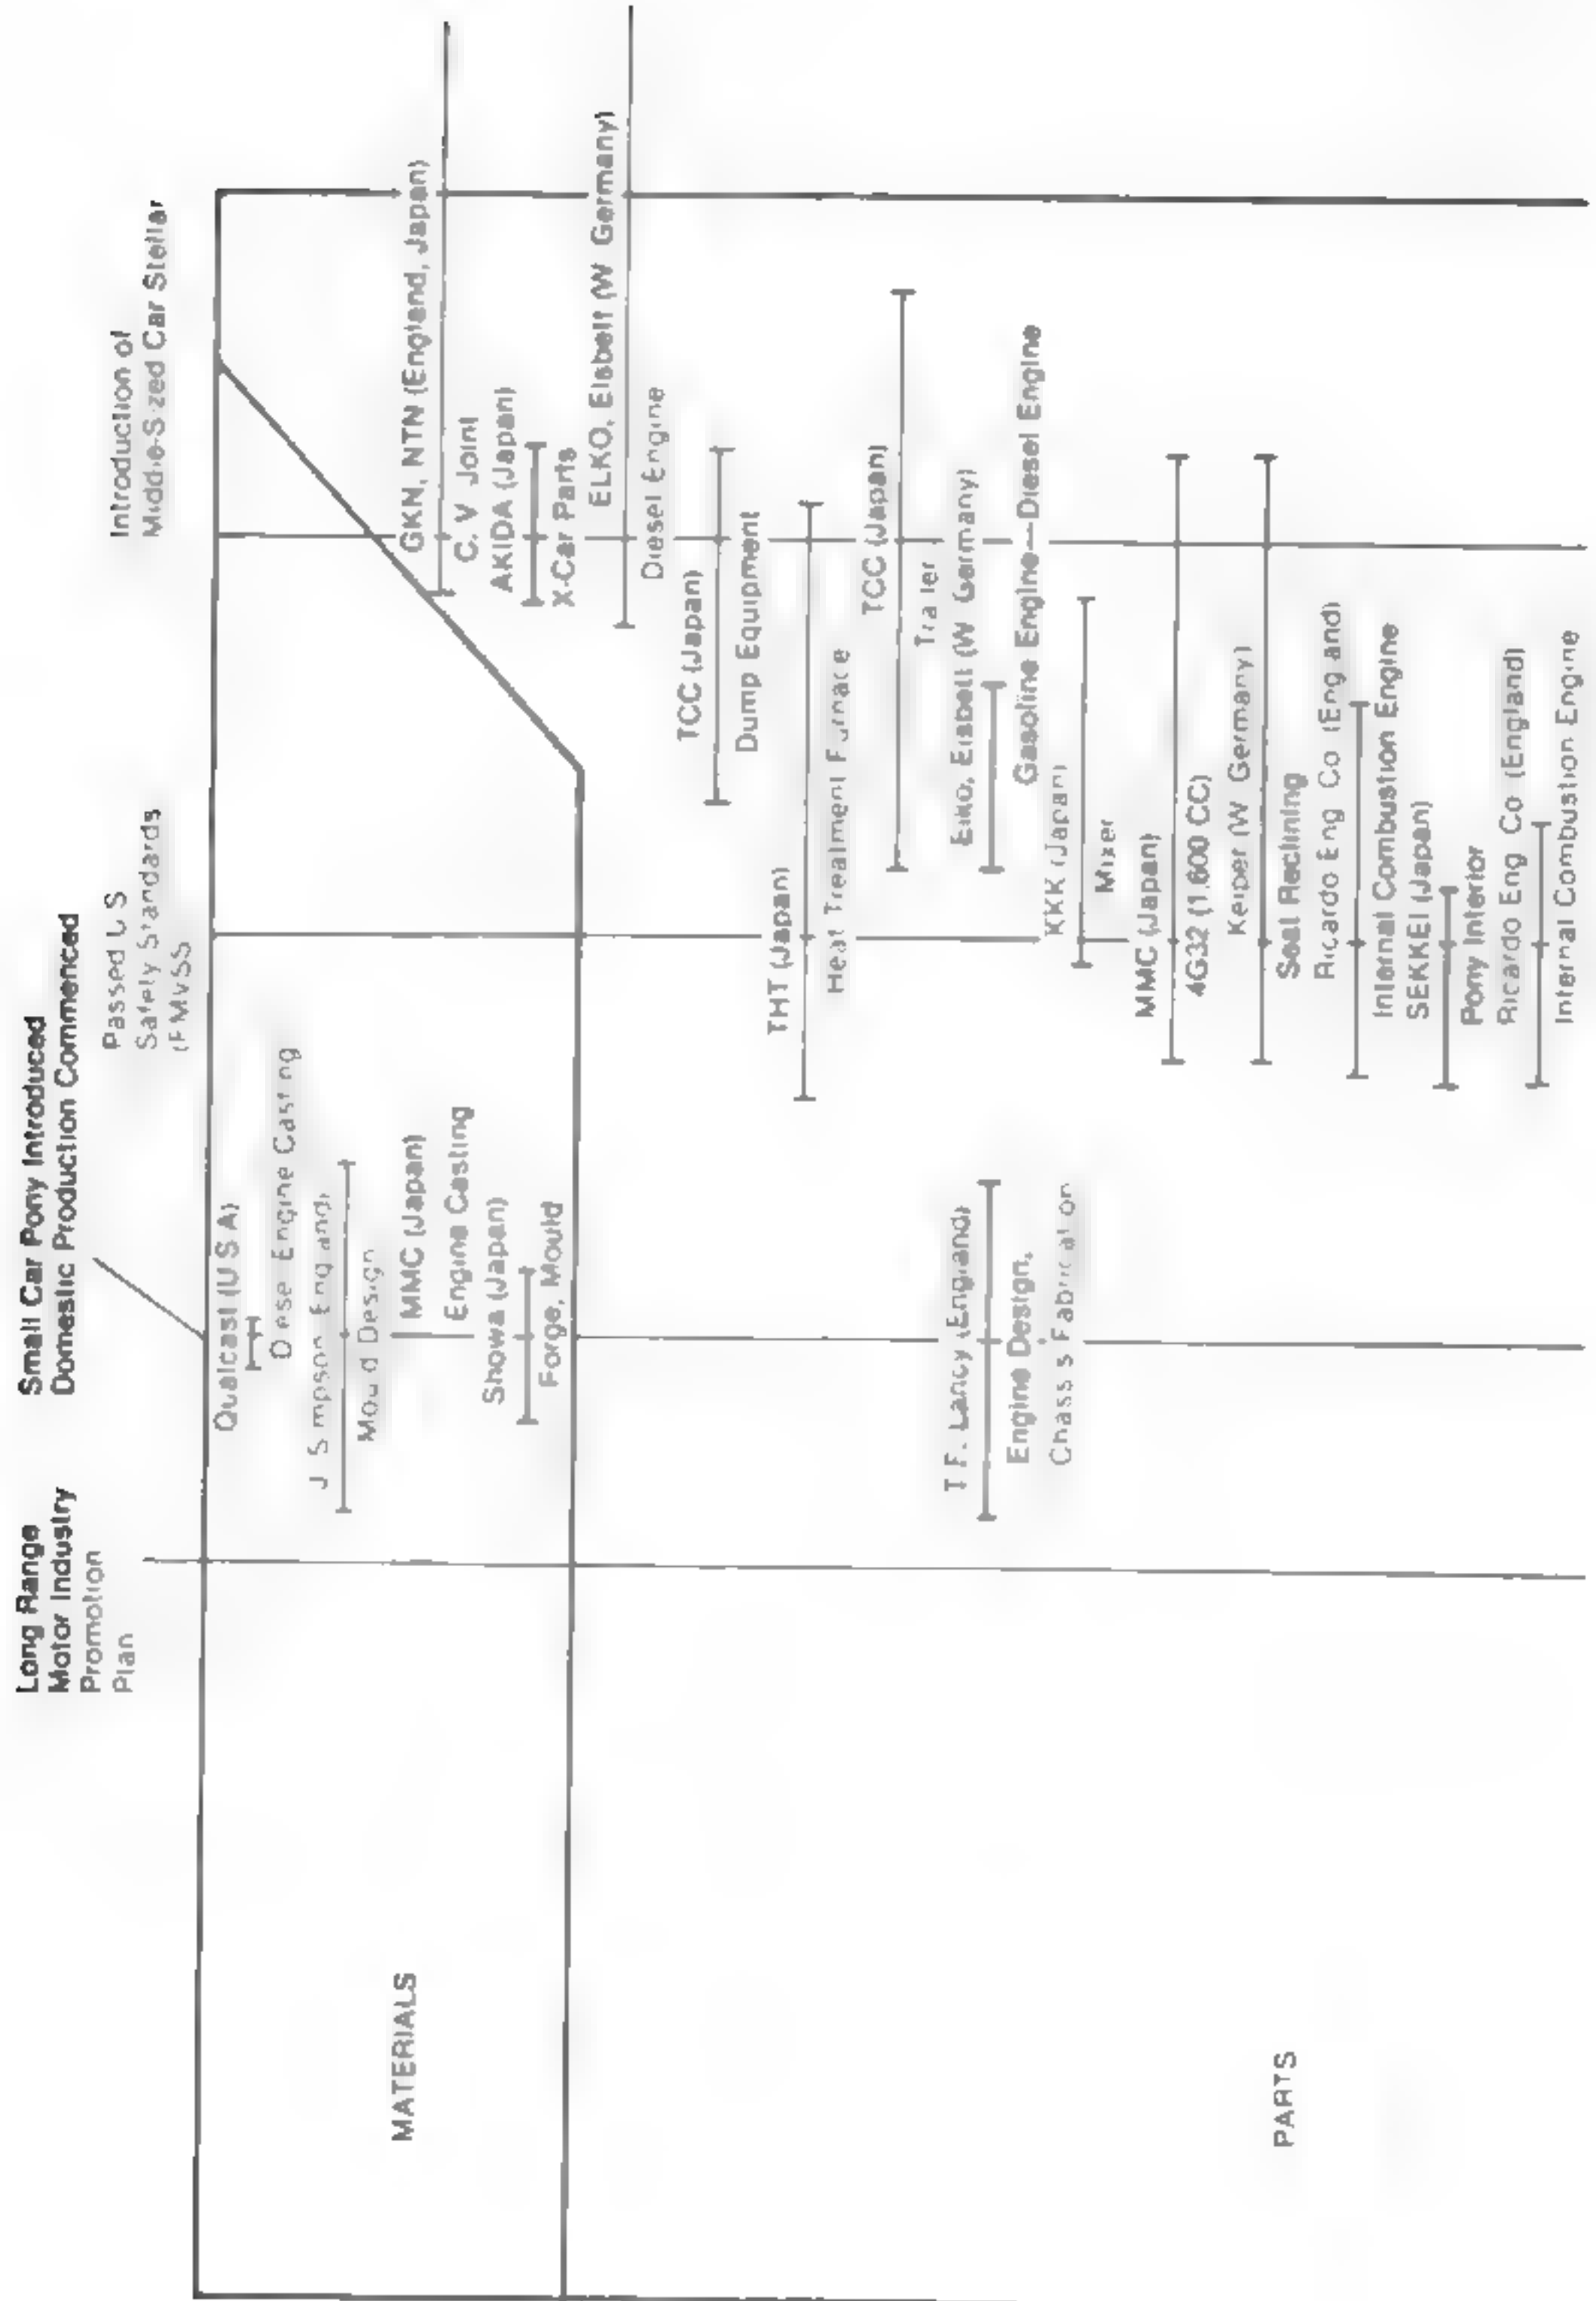 Long Range
Motor Industry
Promotion
Plan
Small Car Pony Introduced
Domestic Production Commenced
Passed U S
Safety Standards
(FMVSS
Introduction of
Middle-Sized Car Stellar
MATERIALS
Qualcast (U S A)
Diesel Engine Casting
J Simpson England)
Mould Design
MMC (Japan)
Engine Casting
Showa (Japan)
Forge, Mould
GKN, NTN (England, Japan)
C. V Joint
AKIDA (Japan)
X-Car Parts
ELKO, Elsbett (W Germany)
Diesel Engine
PARTS
TCC (Japan)
Dump Equipment
THT (Japan)
Heat Treatment Furnace
TCC (Japan)
Trailer
T F. (England)
Engine Design,
Chassis Fabrication
Elko, Elsbett (W Germany)
Gasoline Engine—Diesel Engine
KKK (Japan)
Mixer
MMC (Japan)
4G32 (1,600 CC)
Keiper (W Germany)
Seat Reclining
Ricardo Eng Co (England)
Internal Combustion Engine
SEKKEI (Japan)
Pony Interior
Ricardo Eng Co (England)
Internal Combustion Engine